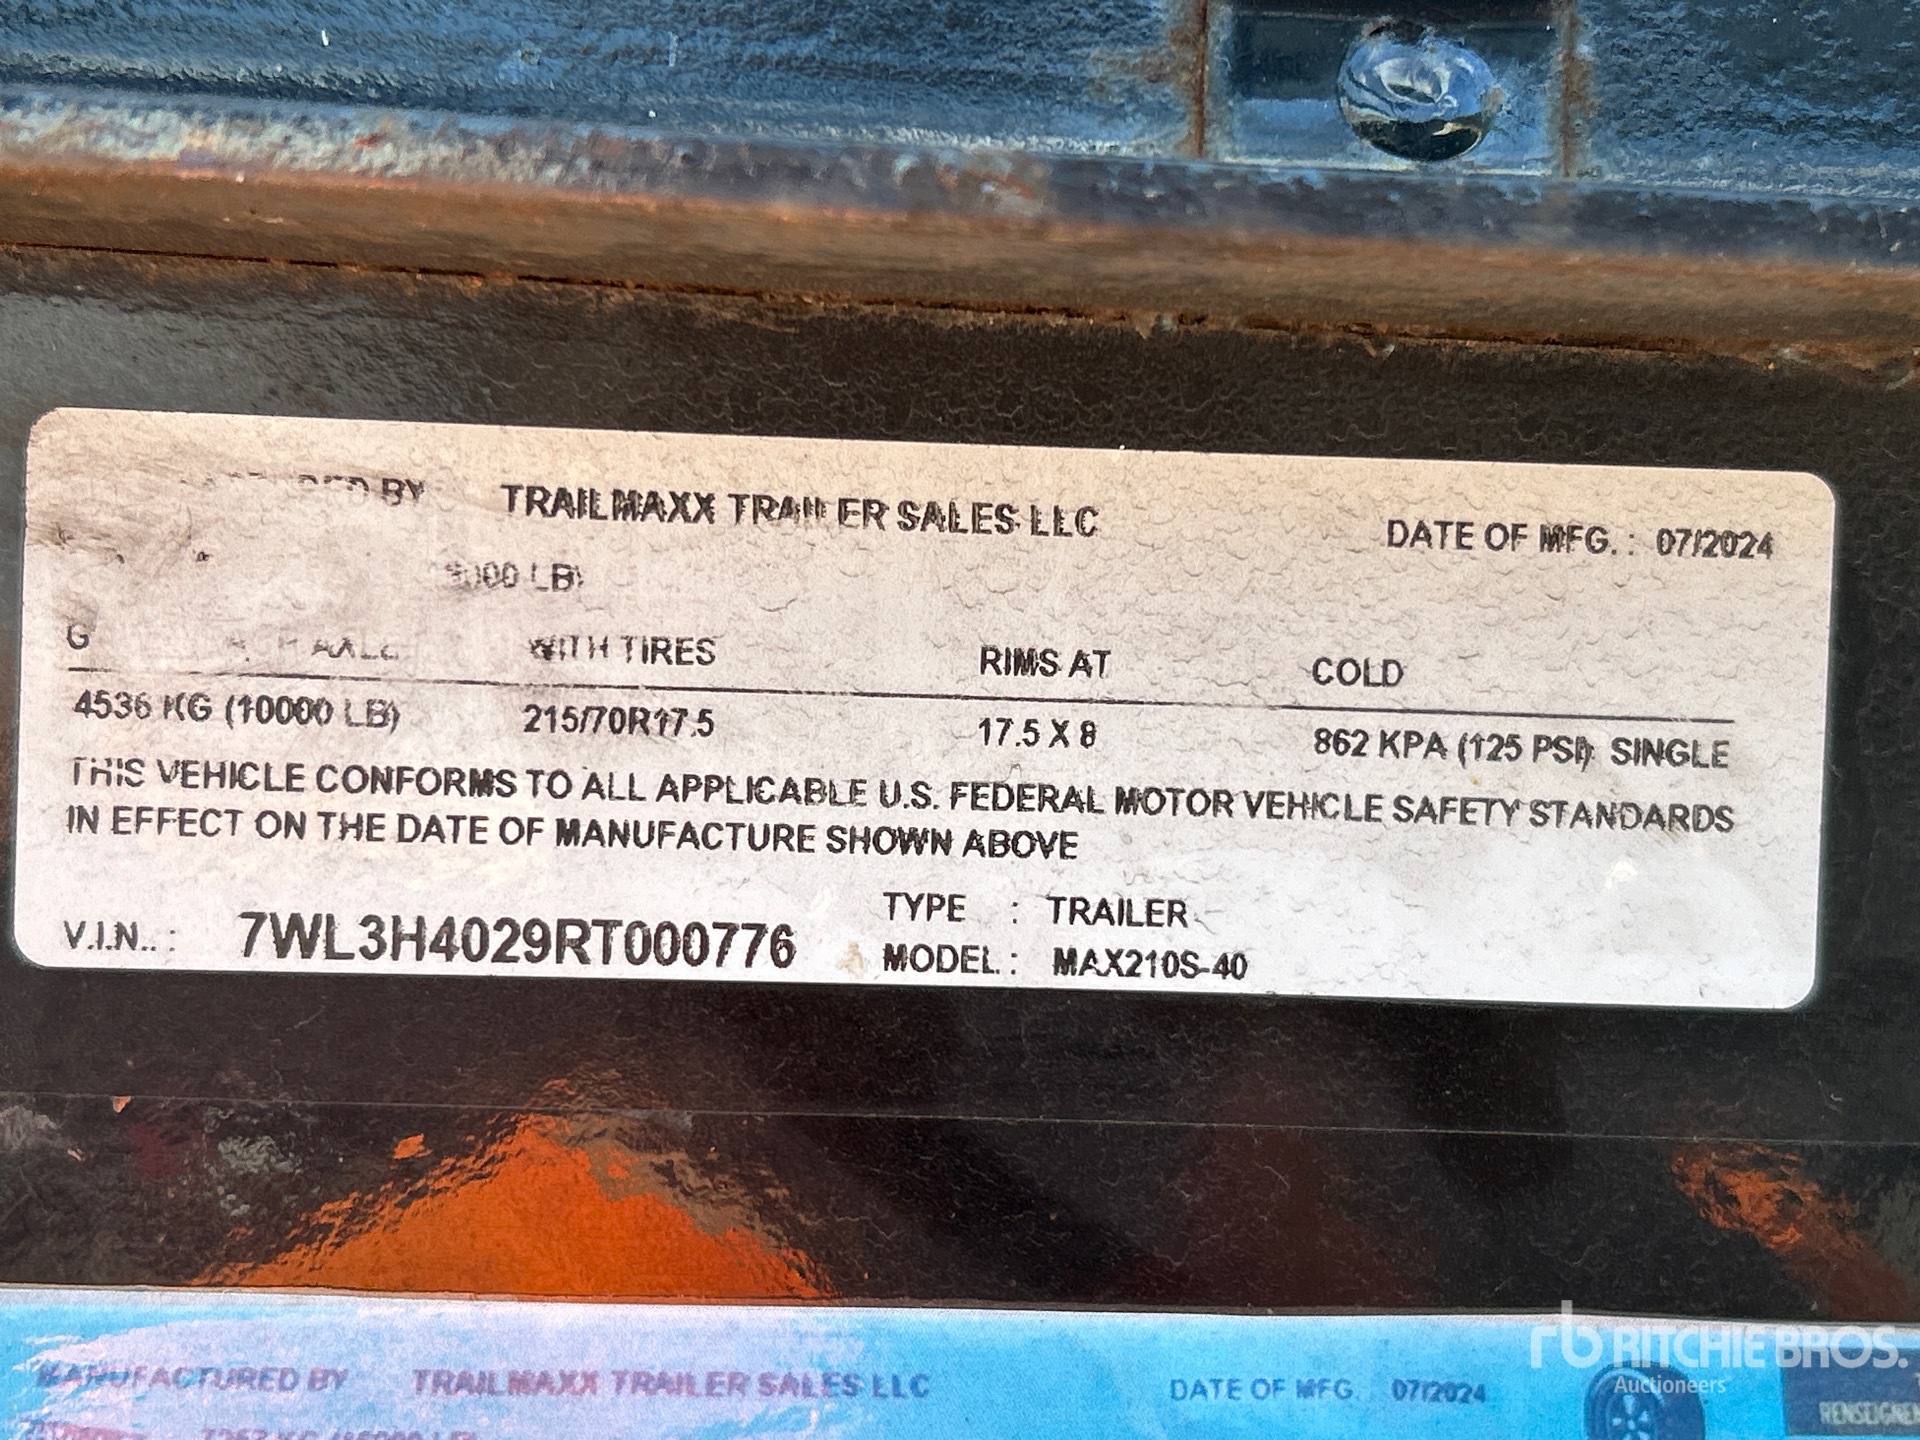 BY TRAILMAXX TRAILER SALES LLC DATE OF MFG. : 07/2024
LB)
WITH TIRES RIMS AT COLD
4536 KG (10000 LB) 215/70R17.5 17.5 X 8 862 KPA (125 PSI) SINGLE
THIS VEHICLE CONFORMS TO ALL APPLICABLE U.S. FEDERAL MOTOR VEHICLE SAFETY STANDARDS
IN EFFECT ON THE DATE OF MANUFACTURE SHOWN ABOVE
V.I.N.. : 7WL3H4029RT000776 TYPE : TRAILER
MODEL : MAX210S-40
MANUFACTURED BY TRAILMAXX TRAILER SALES LLC DATE OF MFG. 07/2024
rb RITCHIE BROS.
Auctioneers